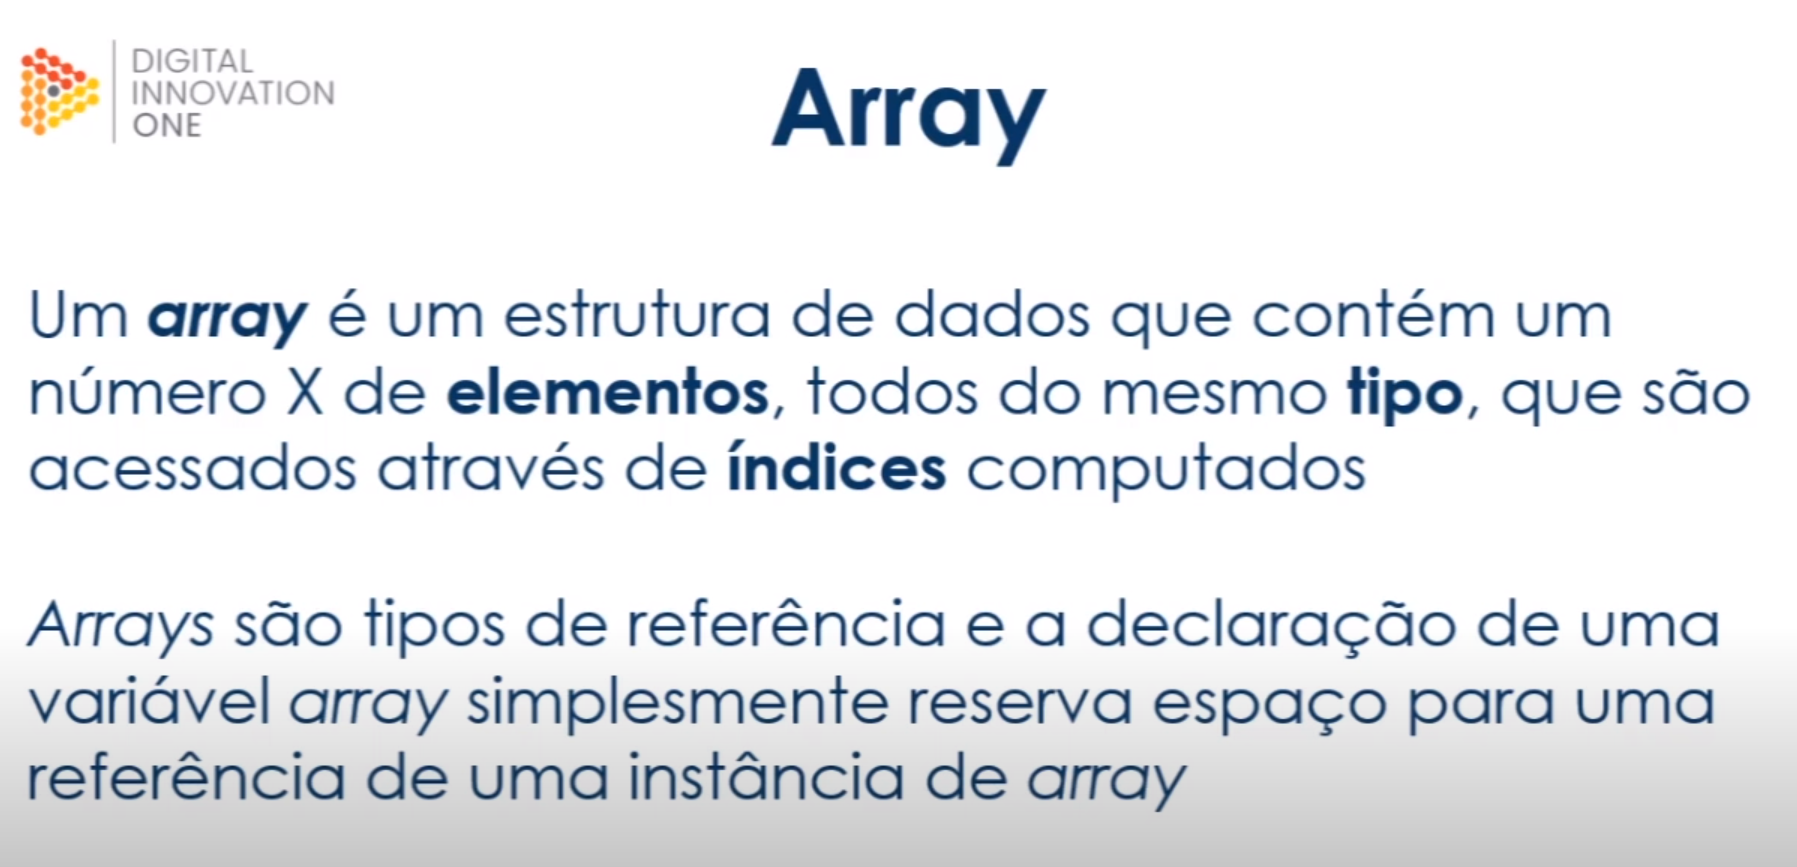 DIGITAL
INNOVATION
ONE
Array
Um array é um estrutura de dados que contém um
número X de elementos, todos do mesmo tipo, que são
acessados através de índices computados
Arrays são tipos de referência e a declaração de uma
variável array simplesmente reserva espaço para uma
referência de uma instância de array